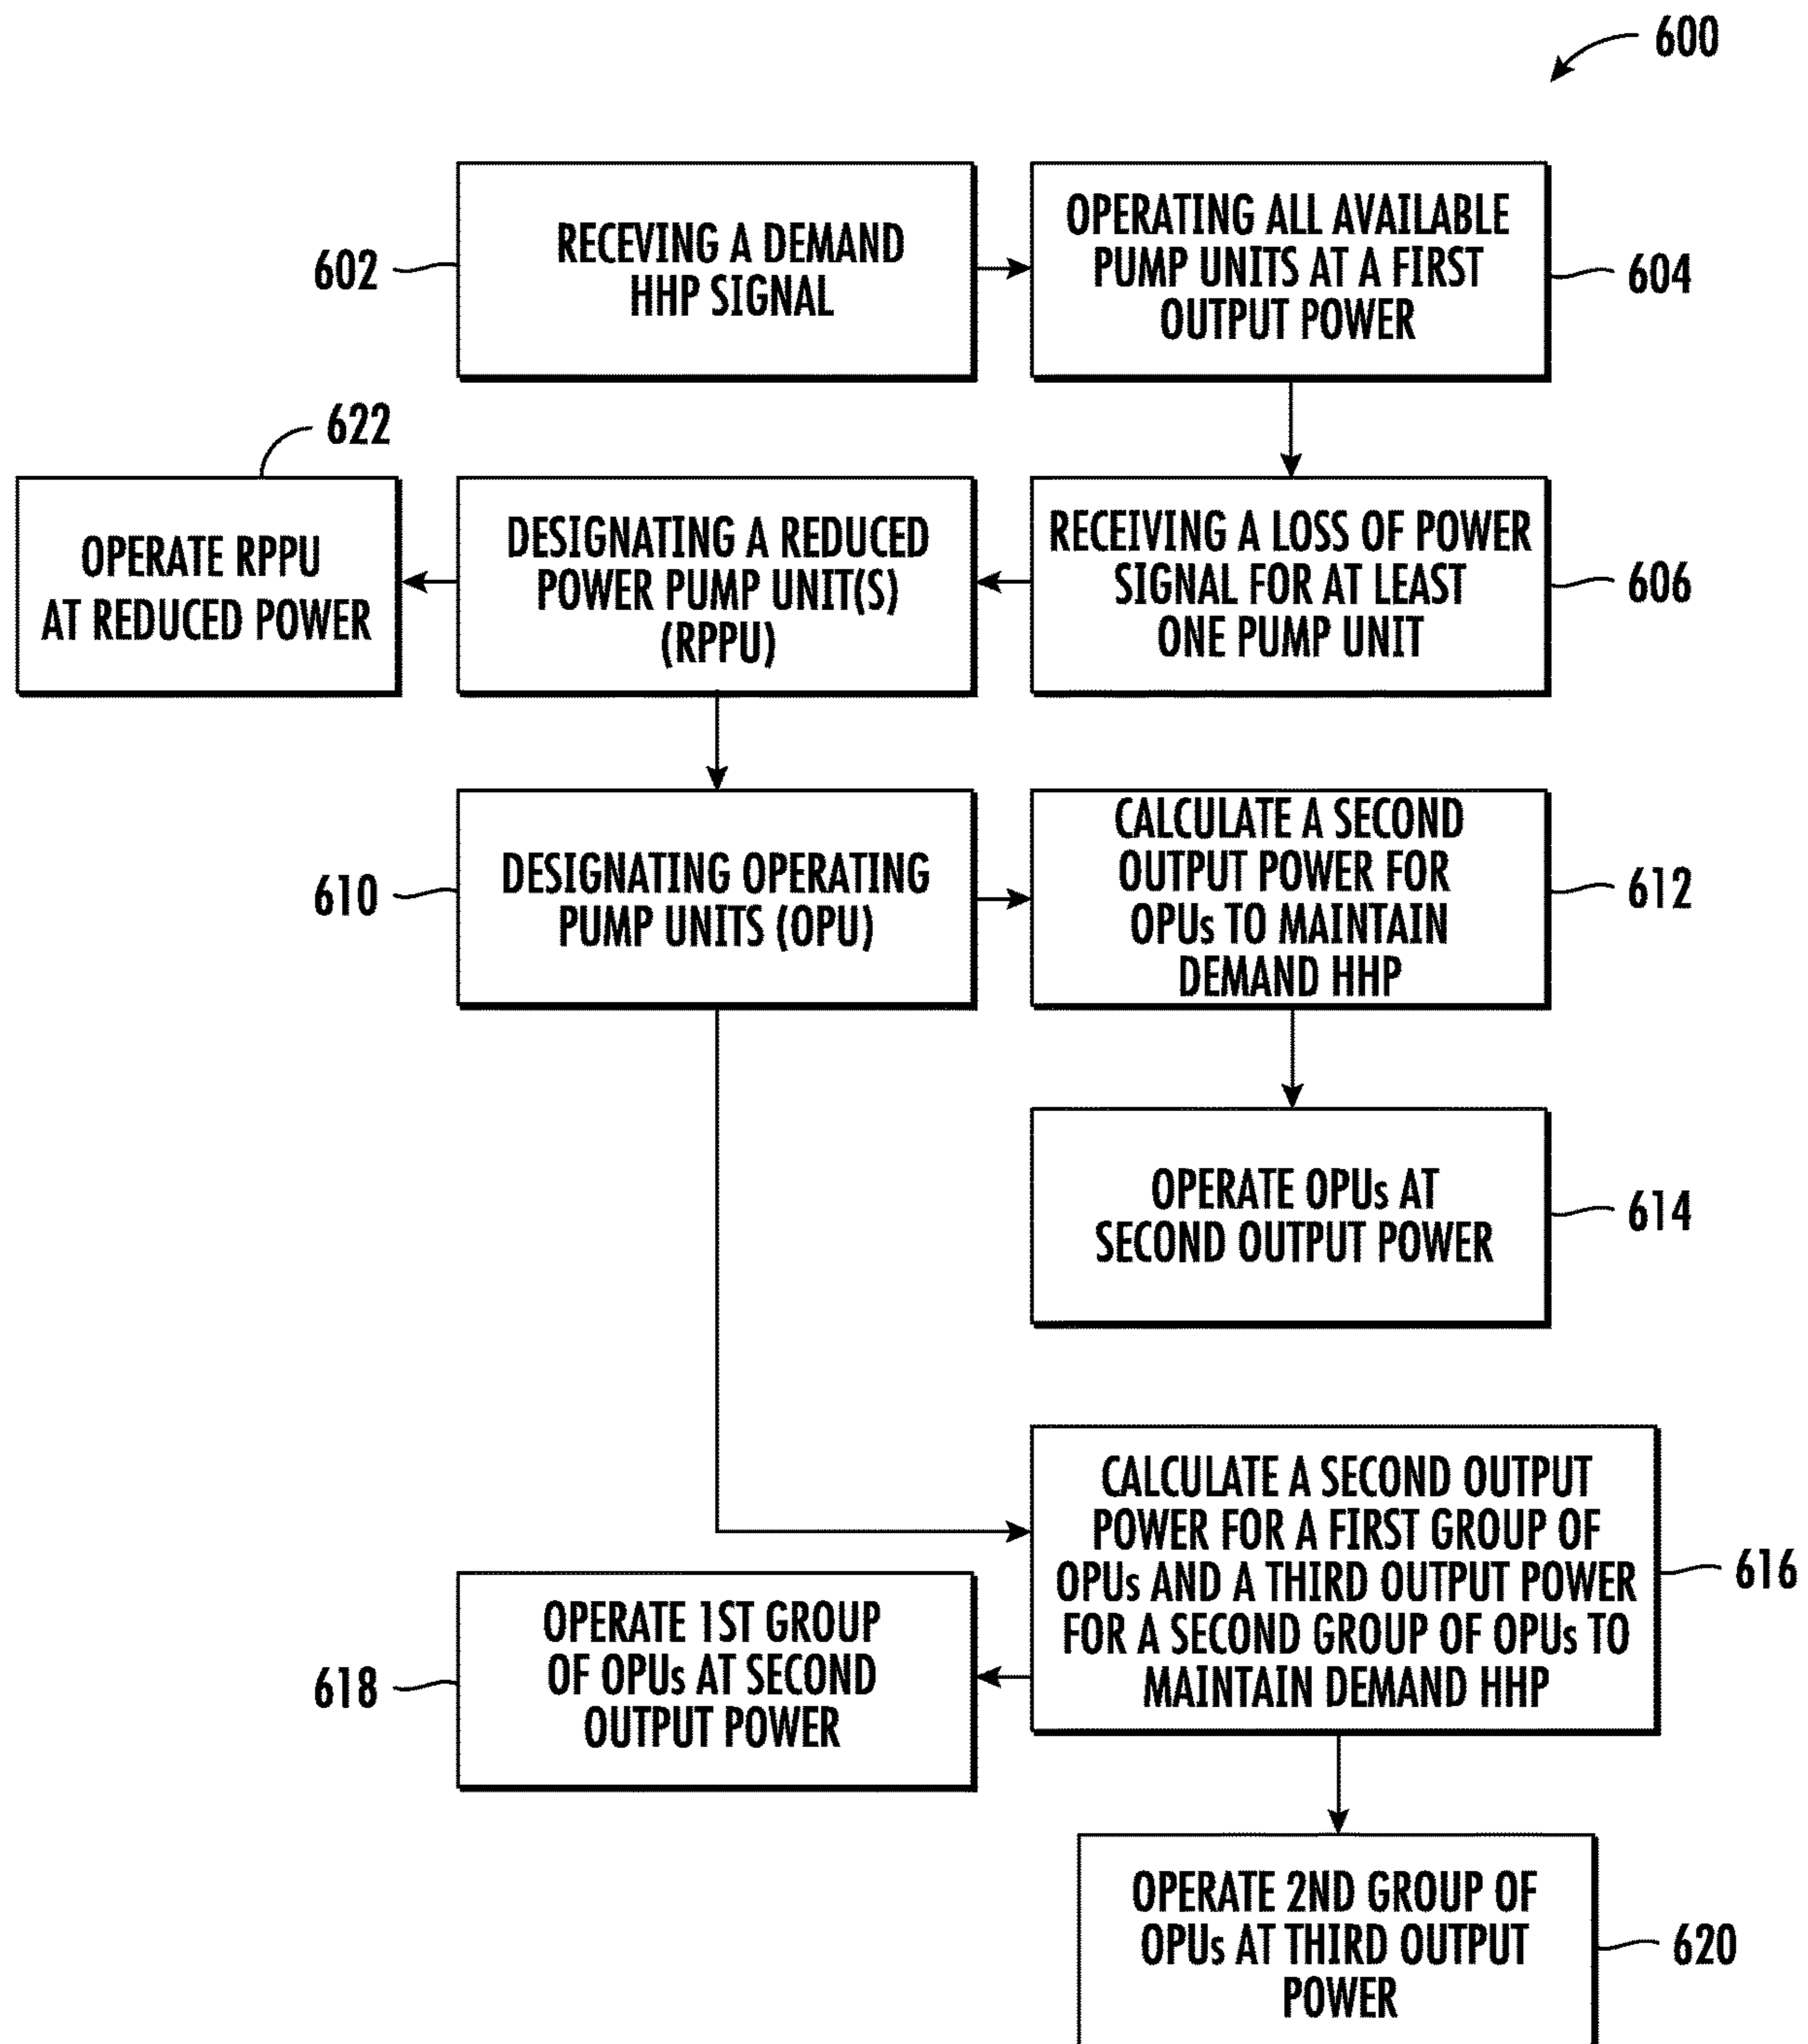 600
602
RECEVING A DEMAND
HHP SIGNAL
OPERATING ALL AVAILABLE
PUMP UNITS AT A FIRST
OUTPUT POWER
604
622
OPERATE RPPU
AT REDUCED POWER
DESIGNATING A REDUCED
POWER PUMP UNIT(S)
(RPPU)
RECEIVING A LOSS OF POWER
SIGNAL FOR AT LEAST
ONE PUMP UNIT
606
610
DESIGNATING OPERATING
PUMP UNITS (OPU)
CALCULATE A SECOND
OUTPUT POWER FOR
OPUs TO MAINTAIN
DEMAND HHP
612
OPERATE OPUs AT
SECOND OUTPUT POWER
614
CALCULATE A SECOND OUTPUT
POWER FOR A FIRST GROUP OF
OPUs AND A THIRD OUTPUT POWER
FOR A SECOND GROUP OF OPUs TO
MAINTAIN DEMAND HHP
616
618
OPERATE 1ST GROUP
OF OPUs AT SECOND
OUTPUT POWER
OPERATE 2ND GROUP OF
OPUs AT THIRD OUTPUT
POWER
620